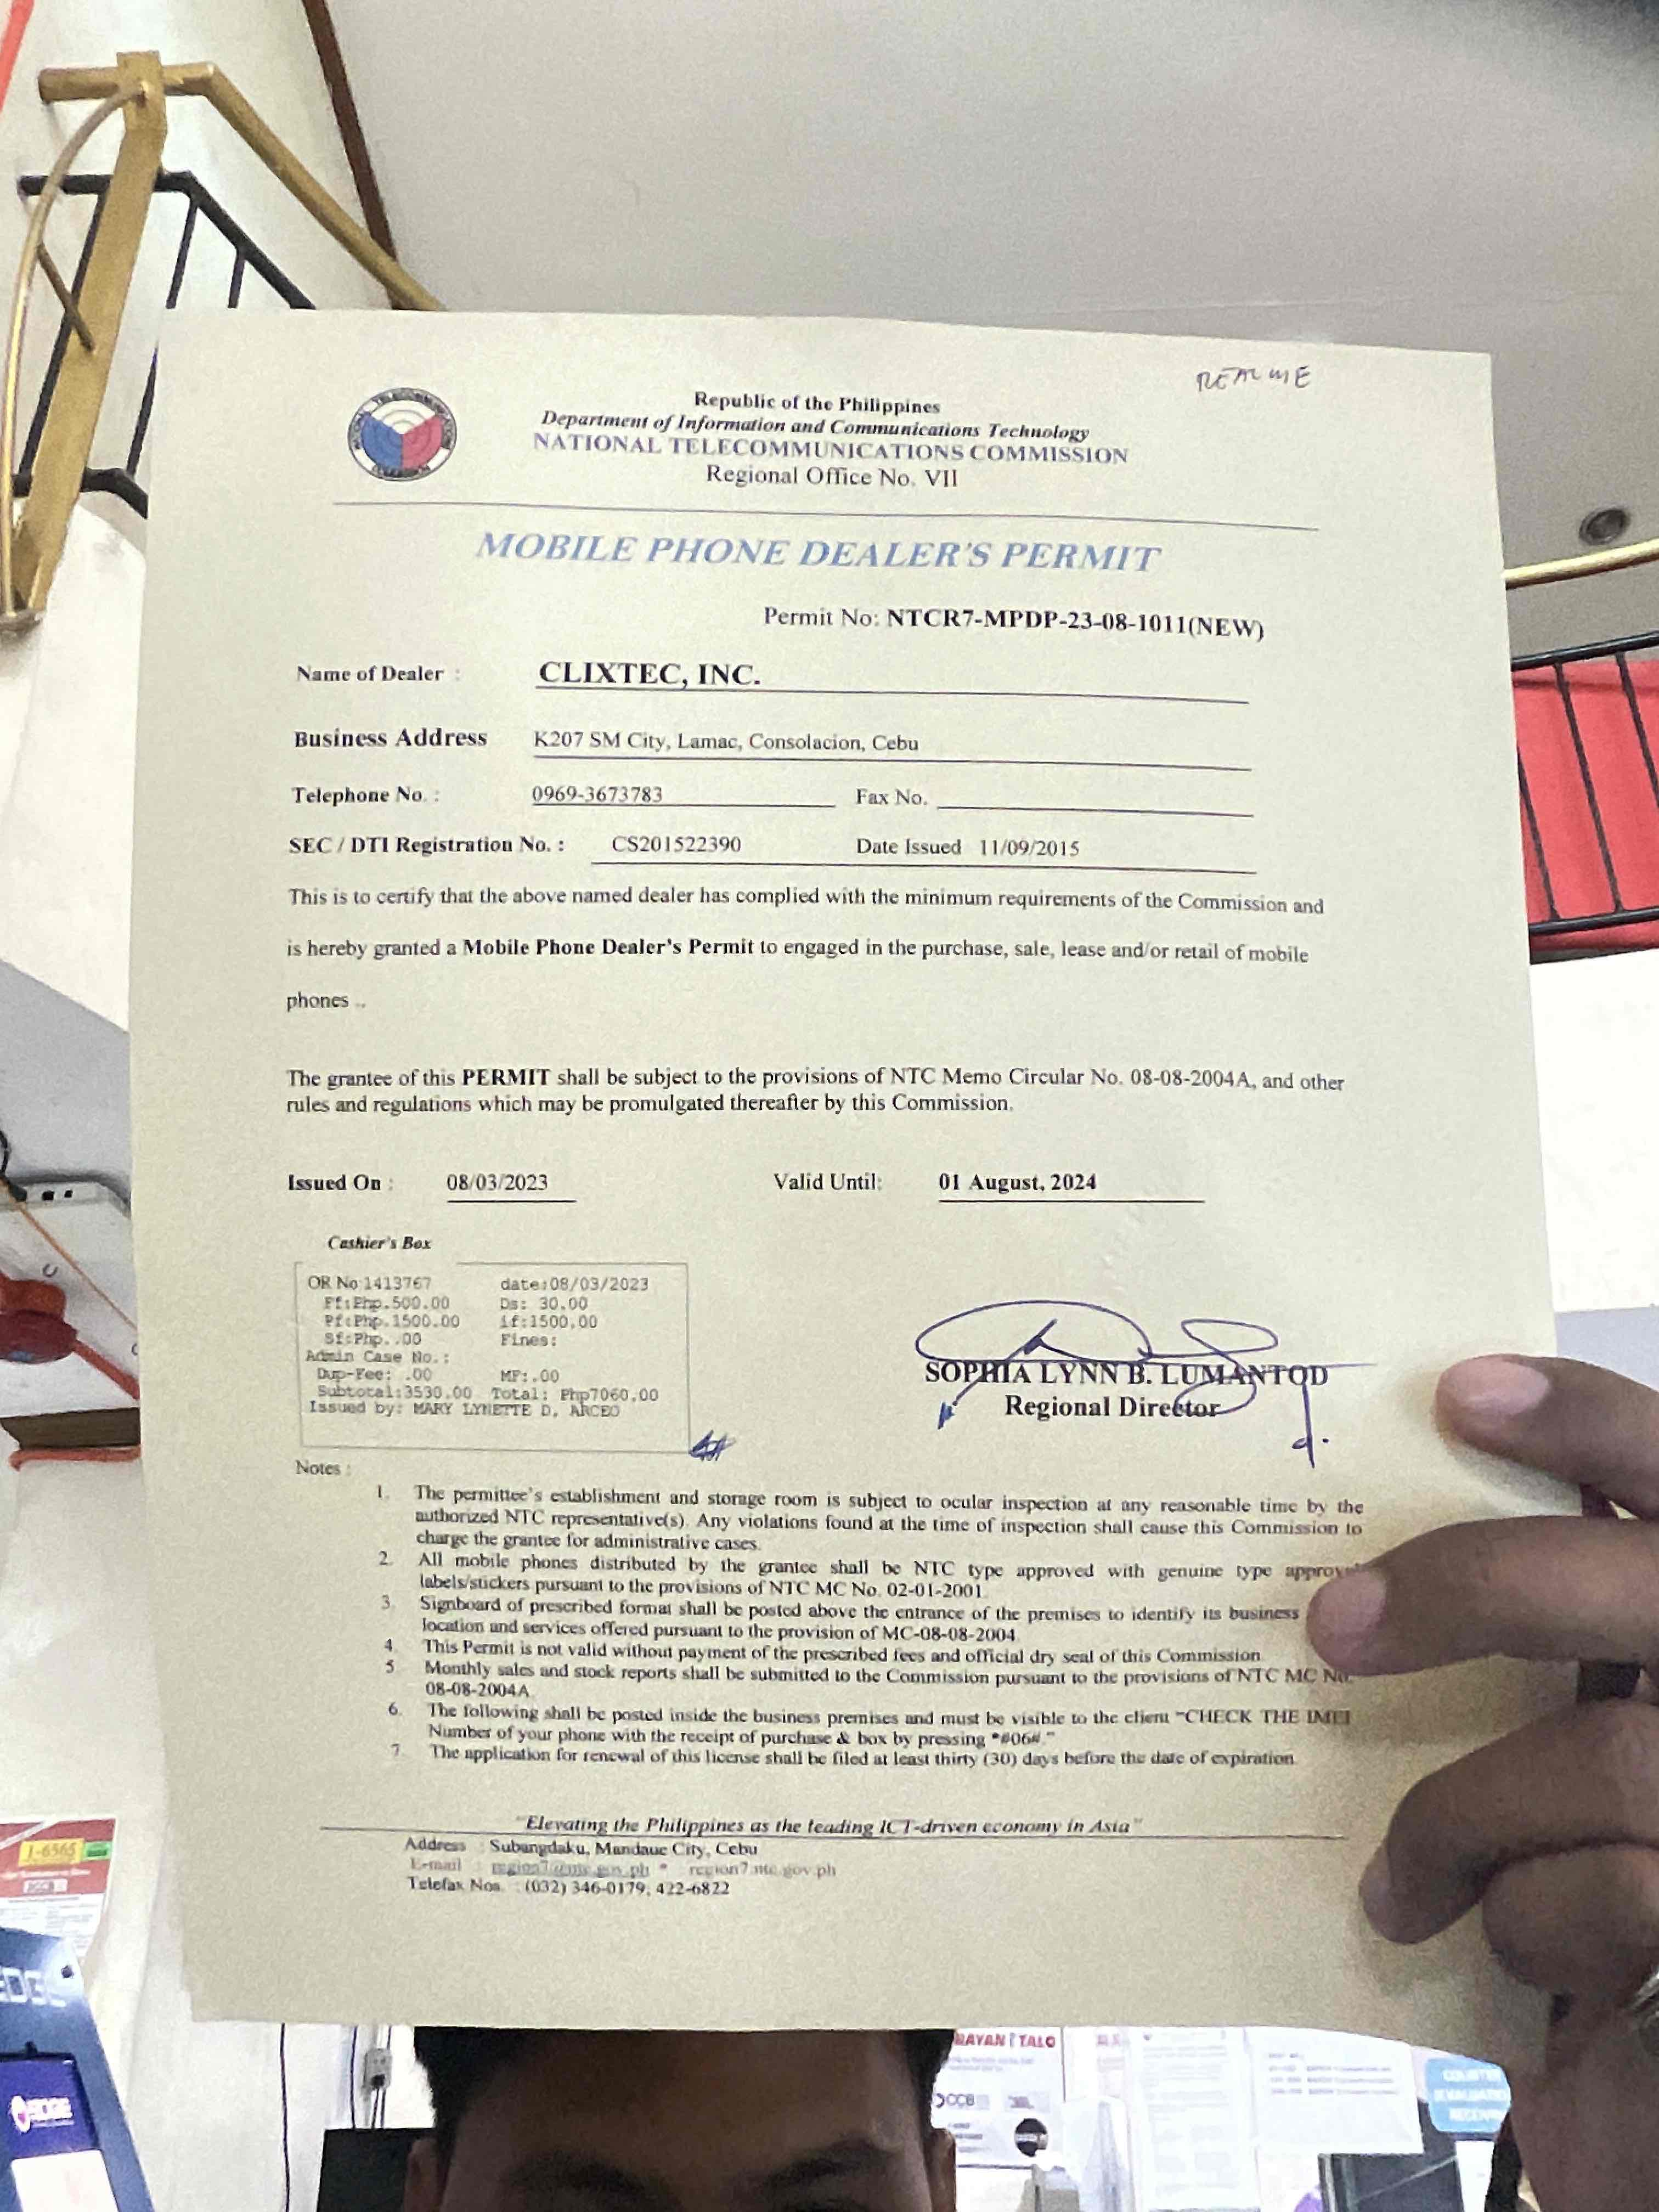 REALME
Republic of the Philippines
Department of Information and Communications Technology
NATIONAL TELECOMMUNICATIONS COMMISSION
Regional Office No. VII
MOBILE PHONE DEALER'S PERMIT
Permit No: NTCR7-MPDP-23-08-1011(NEW)
Name of Dealer : CLIXTEC, INC.
Business Address K207 SM City, Lamac, Consolacion, Cebu
Telephone No. : 0969-3673783 Fax No.
SEC / DTI Registration No. : CS201522390 Date Issued 11/09/2015
This is to certify that the above named dealer has complied with the minimum requirements of the Commission and
is hereby granted a Mobile Phone Dealer's Permit to engaged in the purchase, sale, lease and/or retail of mobile
phones ..
The grantee of this PERMIT shall be subject to the provisions of NTC Memo Circular No. 08-08-2004A, and other
rules and regulations which may be promulgated thereafter by this Commission.
Issued On : 08/03/2023 Valid Until: 01 August, 2024
Cashier's Box
OR No 1413767 date:08/03/2023
Ff:Php.500.00 Ds: 30.00
Pf:Php.1500.00 if:1500.00
Sf:Php..00 Fines:
Admin Case No.:
Dup-Fee: .00 MF:.00
Subtotal:3530.00 Total: Php7060.00
Issued by: MARY LYNETTE D. ARCEO
SOPHIA LYNN B. LUMANTOD
Regional Director
Notes :
1. The permittee's establishment and storage room is subject to ocular inspection at any reasonable time by the
authorized NTC representative(s). Any violations found at the time of inspection shall cause this Commission to
charge the grantee for administrative cases.
2. All mobile phones distributed by the grantee shall be NTC type approved with genuine type approval
labels/stickers pursuant to the provisions of NTC MC No. 02-01-2001.
3. Signboard of prescribed format shall be posted above the entrance of the premises to identify its business
location and services offered pursuant to the provision of MC-08-08-2004.
4. This Permit is not valid without payment of the prescribed fees and official dry seal of this Commission
5 Monthly sales and stock reports shall be submitted to the Commission pursuant to the provisions of NTC MC No.
08-08-2004A.
6. The following shall be posted inside the business premises and must be visible to the client "CHECK THE IMEI
Number of your phone with the receipt of purchase & box by pressing *#06#."
7. The application for renewal of this license shall be filed at least thirty (30) days before the date of expiration.
"Elevating the Philippines as the leading ICT-driven economy in Asia"
Address : Subangdaku, Mandaue City, Cebu
E-mail : region7@ntc.gov.ph * region7.ntc.gov.ph
Telefax Nos. : (032) 346-0179, 422-6822
1-6565
TALO
CCB